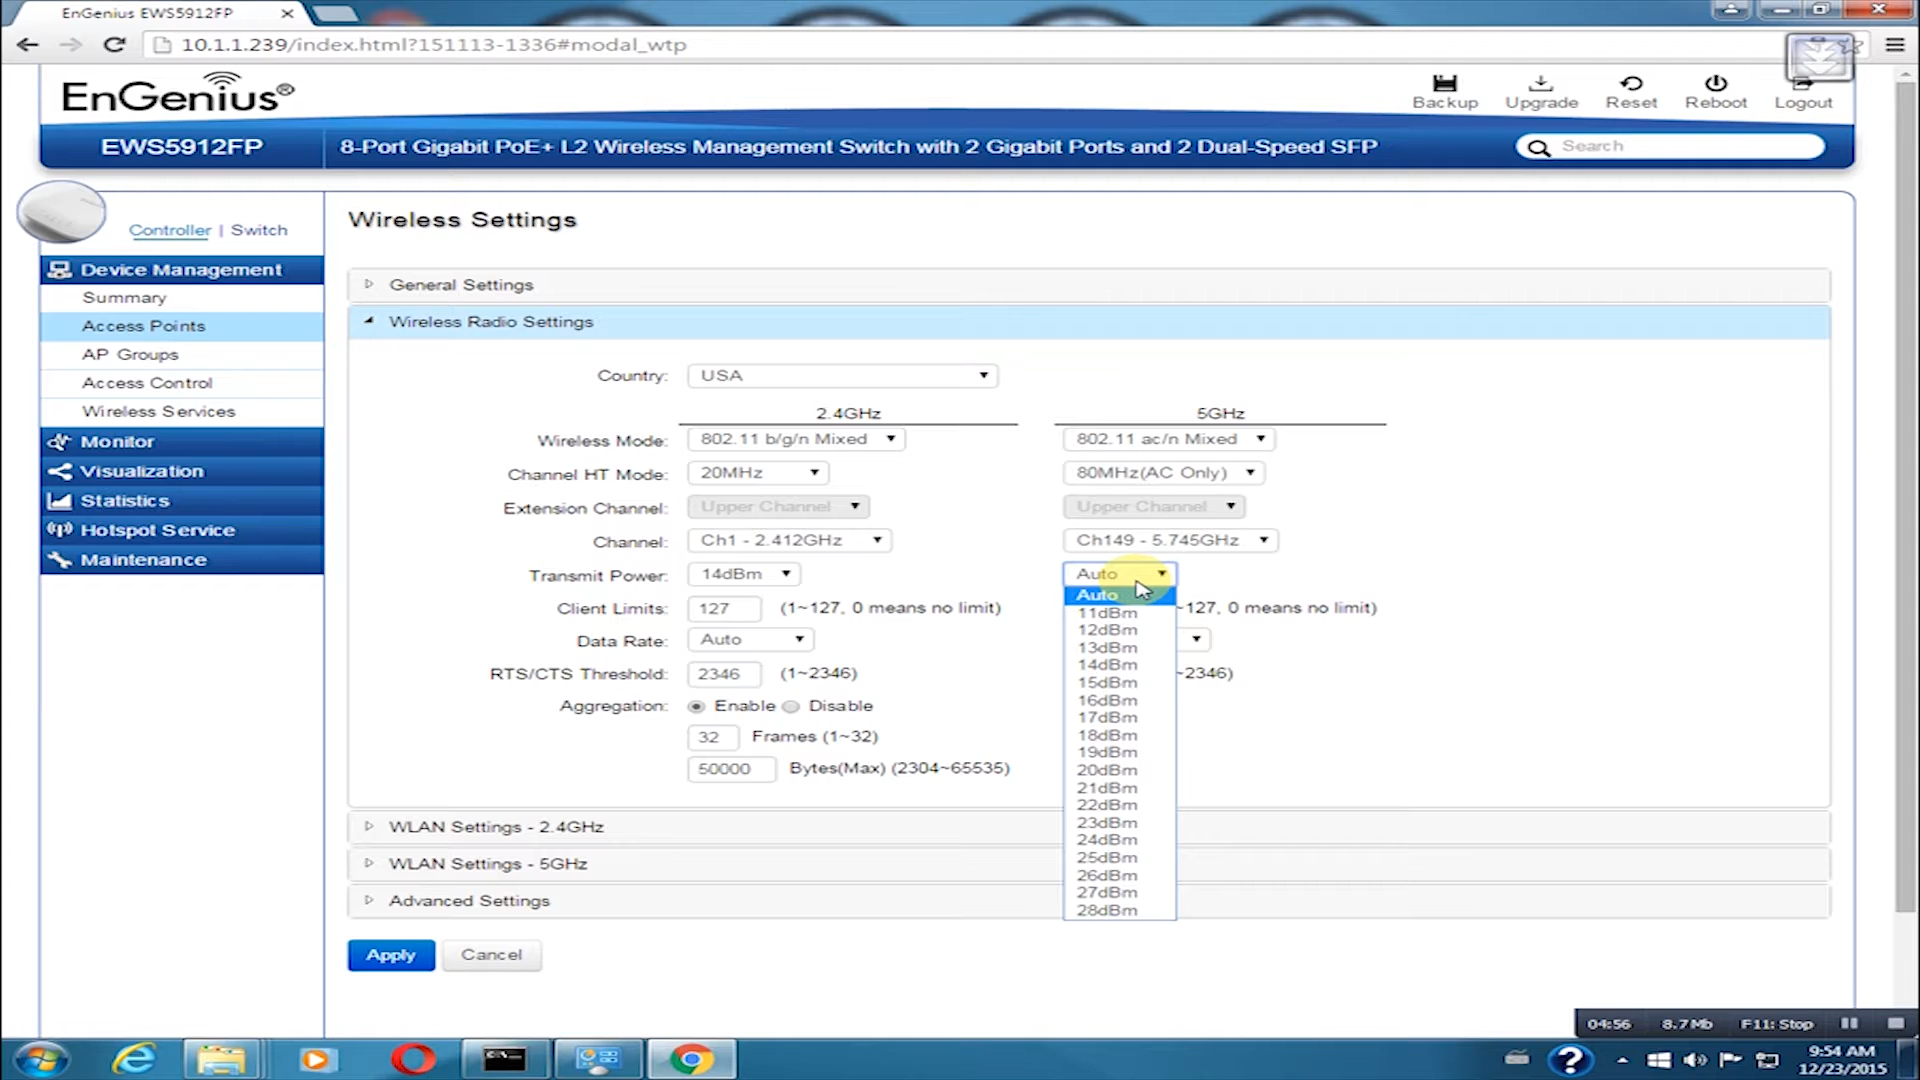 EnGenius EWS5912FP
10.1.1.239/index.html?151113-1336#modal_wtp
EnGenius®
Backup Upgrade Reset Reboot Logout
EWS5912FP
8-Port Gigabit PoE+ L2 Wireless Management Switch with 2 Gigabit Ports and 2 Dual-Speed SFP
Search
Controller | Switch
Device Management
Summary
Access Points
AP Groups
Access Control
Wireless Services
Monitor
Visualization
Statistics
Hotspot Service
Maintenance
Wireless Settings
General Settings
Wireless Radio Settings
Country: USA
2.4GHz 5GHz
Wireless Mode: 802.11 b/g/n Mixed 802.11 ac/n Mixed
Channel HT Mode: 20MHz 80MHz(AC Only)
Extension Channel: Upper Channel Upper Channel
Channel: Ch1 - 2.412GHz Ch149 - 5.745GHz
Transmit Power: 14dBm Auto
Client Limits: 127 (1~127, 0 means no limit) ~127, 0 means no limit)
Data Rate: Auto
RTS/CTS Threshold: 2346 (1~2346) ~2346)
Aggregation: Enable Disable
32 Frames (1~32)
50000 Bytes(Max) (2304~65535)
Auto
11dBm
12dBm
13dBm
14dBm
15dBm
16dBm
17dBm
18dBm
19dBm
20dBm
21dBm
22dBm
23dBm
24dBm
25dBm
26dBm
27dBm
28dBm
WLAN Settings - 2.4GHz
WLAN Settings - 5GHz
Advanced Settings
Apply Cancel
04:56 8.7Mb F11: Stop
9:54 AM
12/23/2015